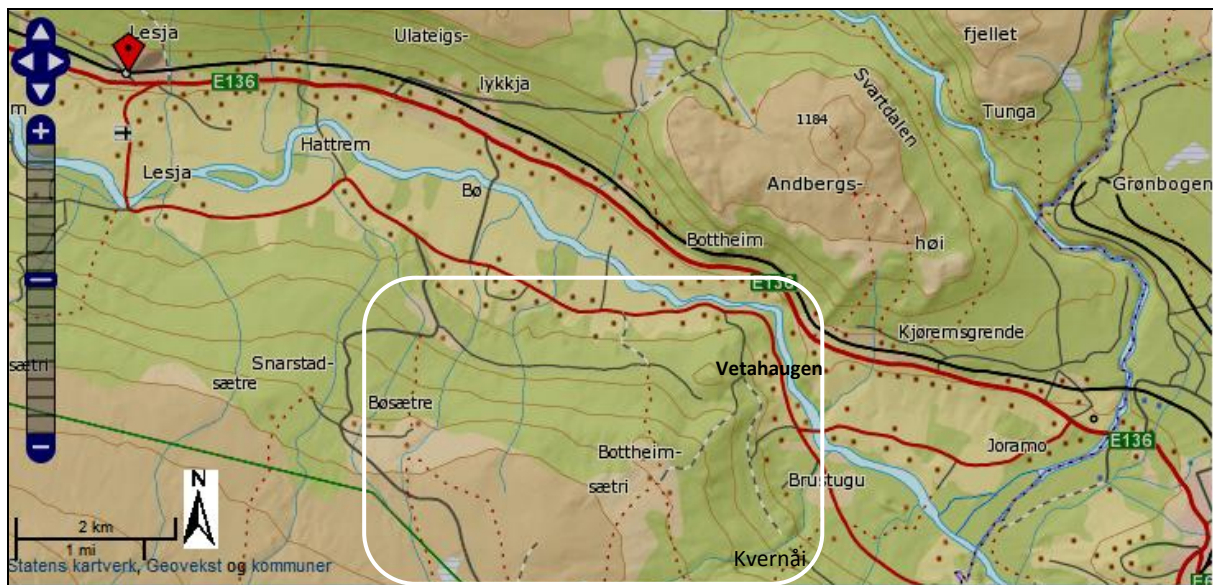 Lesja
Ulateigs-
lykkja
fjellet
E136
Svartdalen
Tunga
1184
m
Hattrem
Lesja
Bø
Andbergs-
høi
Grønbogen
Bottheim
E136
Kjøremsgrende
Snarstad-
sætre
sætri
Vetahaugen
Bøsætre
Bottheim-
sætri
Joramo
E136
Brustugu
N
2 km
1 mi
Kvernåi
Statens kartverk, Geovekst og kommuner